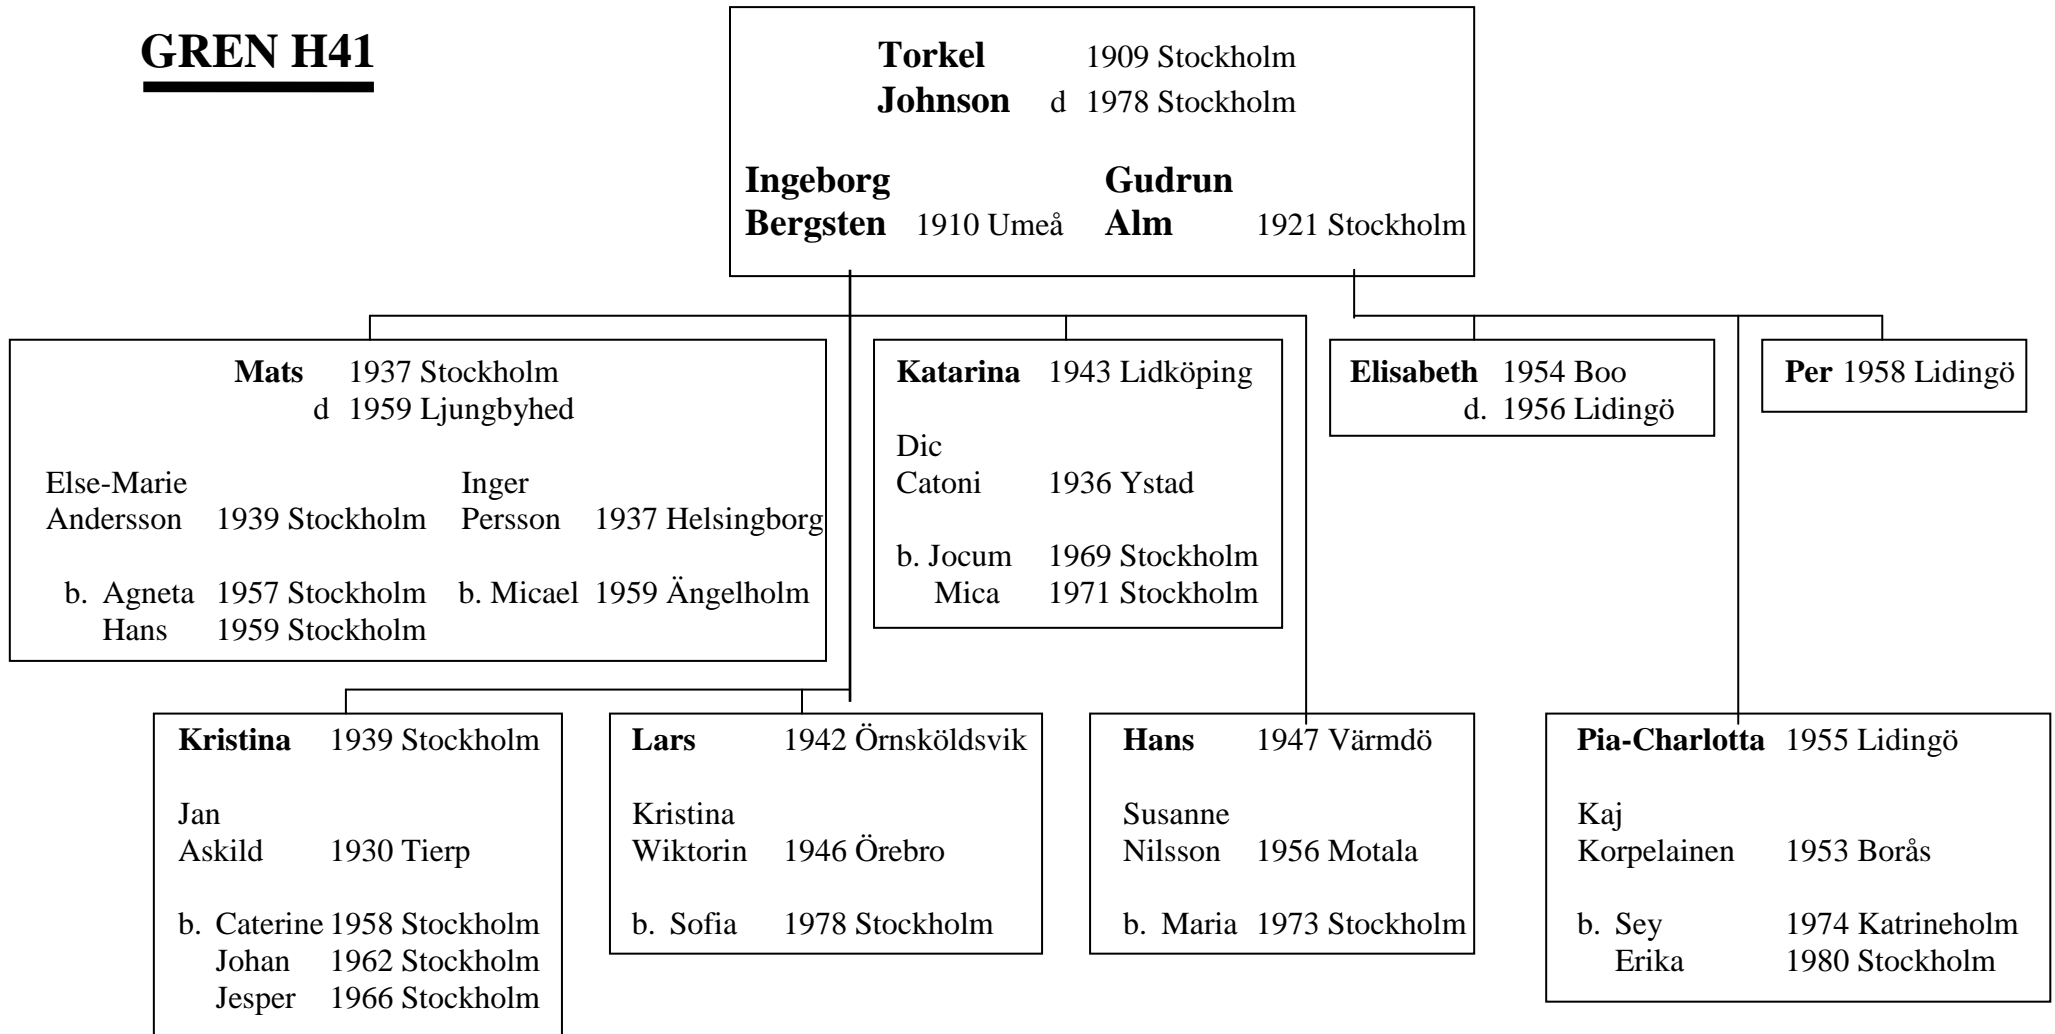 GREN H41
Torkel 1909 Stockholm
Johnson d 1978 Stockholm
Ingeborg Gudrun
Bergsten 1910 Umeå Alm 1921 Stockholm
Mats 1937 Stockholm
d 1959 Ljungbyhed
Else-Marie Inger
Andersson 1939 Stockholm Persson 1937 Helsingborg
b. Agneta 1957 Stockholm b. Micael 1959 Ängelholm
Hans 1959 Stockholm
Katarina 1943 Lidköping
Dic
Catoni 1936 Ystad
b. Jocum 1969 Stockholm
Mica 1971 Stockholm
Elisabeth 1954 Boo
d. 1956 Lidingö
Per 1958 Lidingö
Kristina 1939 Stockholm
Jan
Askild 1930 Tierp
b. Caterine 1958 Stockholm
Johan 1962 Stockholm
Jesper 1966 Stockholm
Lars 1942 Örnsköldsvik
Kristina
Wiktorin 1946 Örebro
b. Sofia 1978 Stockholm
Hans 1947 Värmdö
Susanne
Nilsson 1956 Motala
b. Maria 1973 Stockholm
Pia-Charlotta 1955 Lidingö
Kaj
Korpelainen 1953 Borås
b. Sey 1974 Katrineholm
Erika 1980 Stockholm